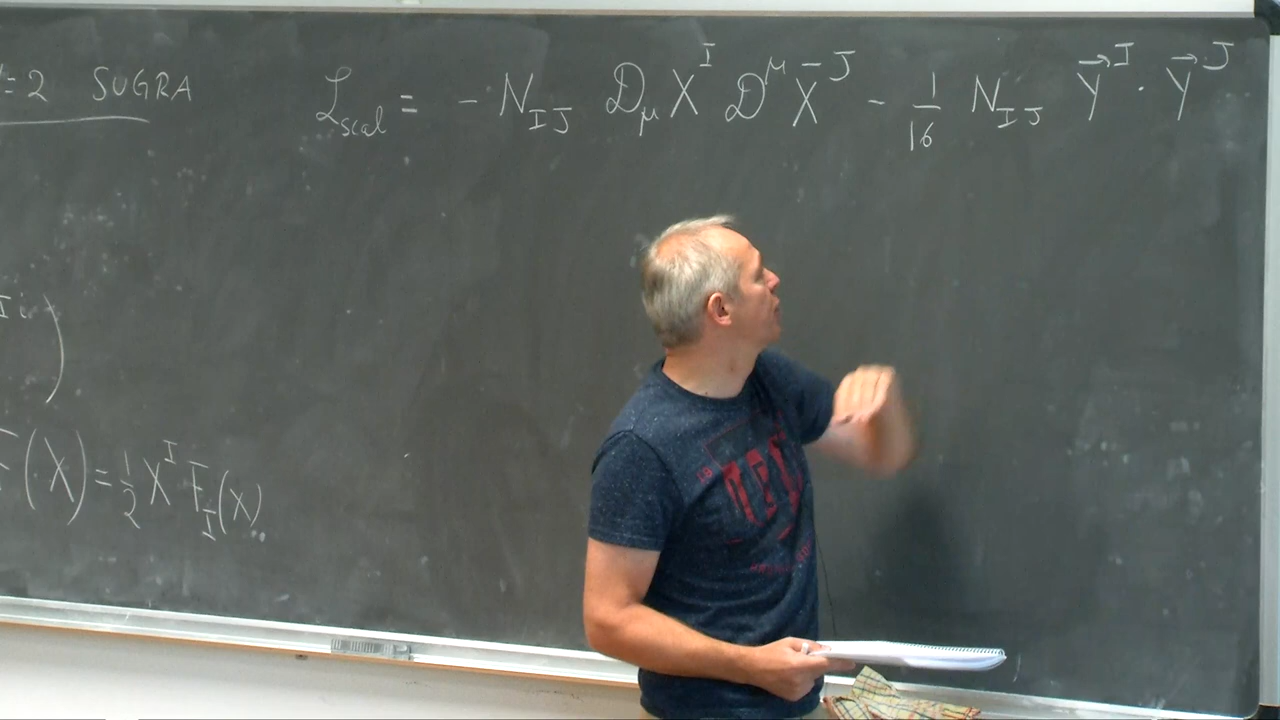 =2 SUGRA
ℒ_scal = - N_IJ 𝒟_μ X^I 𝒟^μ X̄^J - 1/16 N_IJ Y⃗^I · Y⃗^J
I
)
(X) = 1/2 X^I F_I(X)